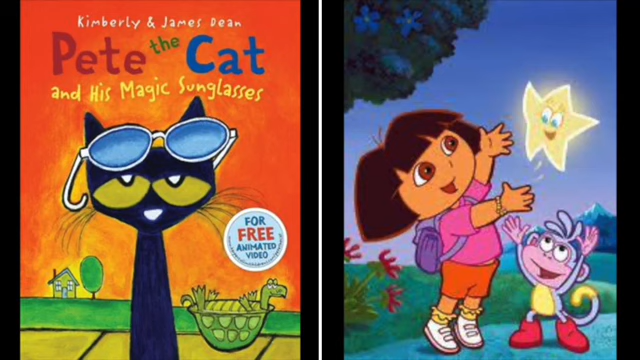 Kimberly & James Dean
Pete the Cat
and His Magic Sunglasses
FOR
FREE
ANIMATED
VIDEO